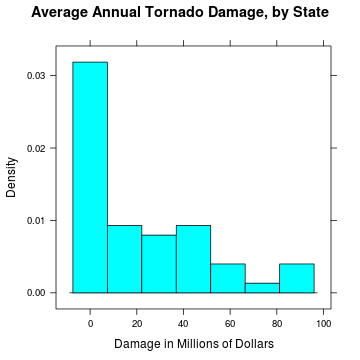 Average Annual Tornado Damage, by State
0.03
0.02
0.01
0.00
Density
0 20 40 60 80 100
Damage in Millions of Dollars